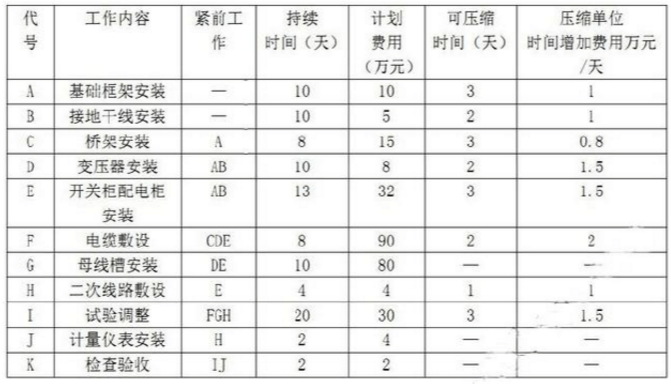 代号 工作内容 紧前工作 持续时间（天） 计划费用（万元） 可压缩时间（天） 压缩单位时间增加费用万元/天
A 基础框架安装 — 10 10 3 1
B 接地干线安装 — 10 5 2 1
C 桥架安装 A 8 15 3 0.8
D 变压器安装 AB 10 8 2 1.5
E 开关柜配电柜安装 AB 13 32 3 1.5
F 电缆敷设 CDE 8 90 2 2
G 母线槽安装 DE 10 80 — —
H 二次线路敷设 E 4 4 1 1
I 试验调整 FGH 20 30 3 1.5
J 计量仪表安装 H 2 4 — —
K 检查验收 IJ 2 2 — —